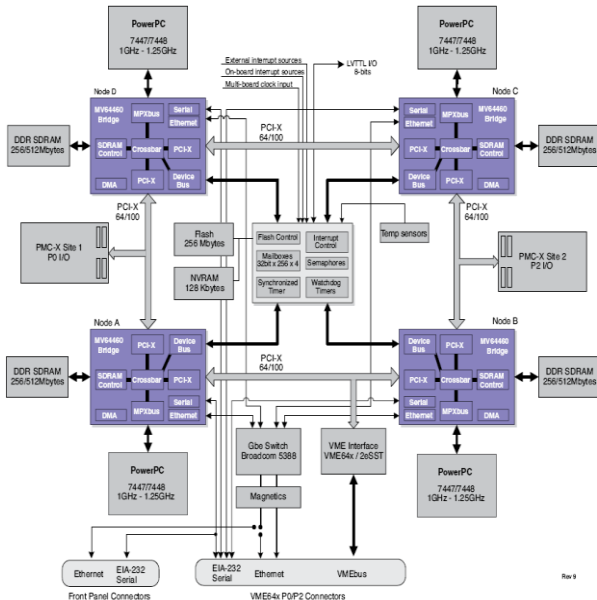 PowerPC
7447/7448
1GHz - 1.25GHz
PowerPC
7447/7448
1GHz - 1.25GHz
External interrupt sources
On-board interrupt sources
Multi-board clock input
LVTTL I/O
8-bits
Node D
MV64460
Bridge
MPXbus
Serial
Ethernet
SDRAM
Control
Crossbar
PCI-X
DMA
PCI-X
Device
Bus
DDR SDRAM
256/512Mbytes
PCI-X
64/100
Node C
Serial
Ethernet
MPXbus
MV64460
Bridge
PCI-X
Crossbar
SDRAM
Control
Device
Bus
PCI-X
DMA
DDR SDRAM
256/512Mbytes
PCI-X
64/100
PCI-X
64/100
PMC-X Site 1
P0 I/O
Flash
256 Mbytes
NVRAM
128 Kbytes
Flash Control
Interrupt
Control
Mailboxes
32bit x 256 x 4
Semaphores
Synchronized
Timer
Watchdog
Timers
Temp sensors
PMC-X Site 2
P2 I/O
Node A
MV64460
Bridge
PCI-X
Device
Bus
SDRAM
Control
Crossbar
PCI-X
DMA
MPXbus
Serial
Ethernet
DDR SDRAM
256/512Mbytes
PCI-X
64/100
Node B
Device
Bus
PCI-X
MV64460
Bridge
PCI-X
Crossbar
SDRAM
Control
Serial
Ethernet
MPXbus
DMA
DDR SDRAM
256/512Mbytes
PowerPC
7447/7448
1GHz - 1.25GHz
Gbe Switch
Broadcom 5388
Magnetics
VME Interface
VME64x / 2eSST
PowerPC
7447/7448
1GHz - 1.25GHz
Ethernet
EIA-232
Serial
Front Panel Connectors
EIA-232
Serial
Ethernet
VMEbus
VME64x P0/P2 Connectors
Rev 9